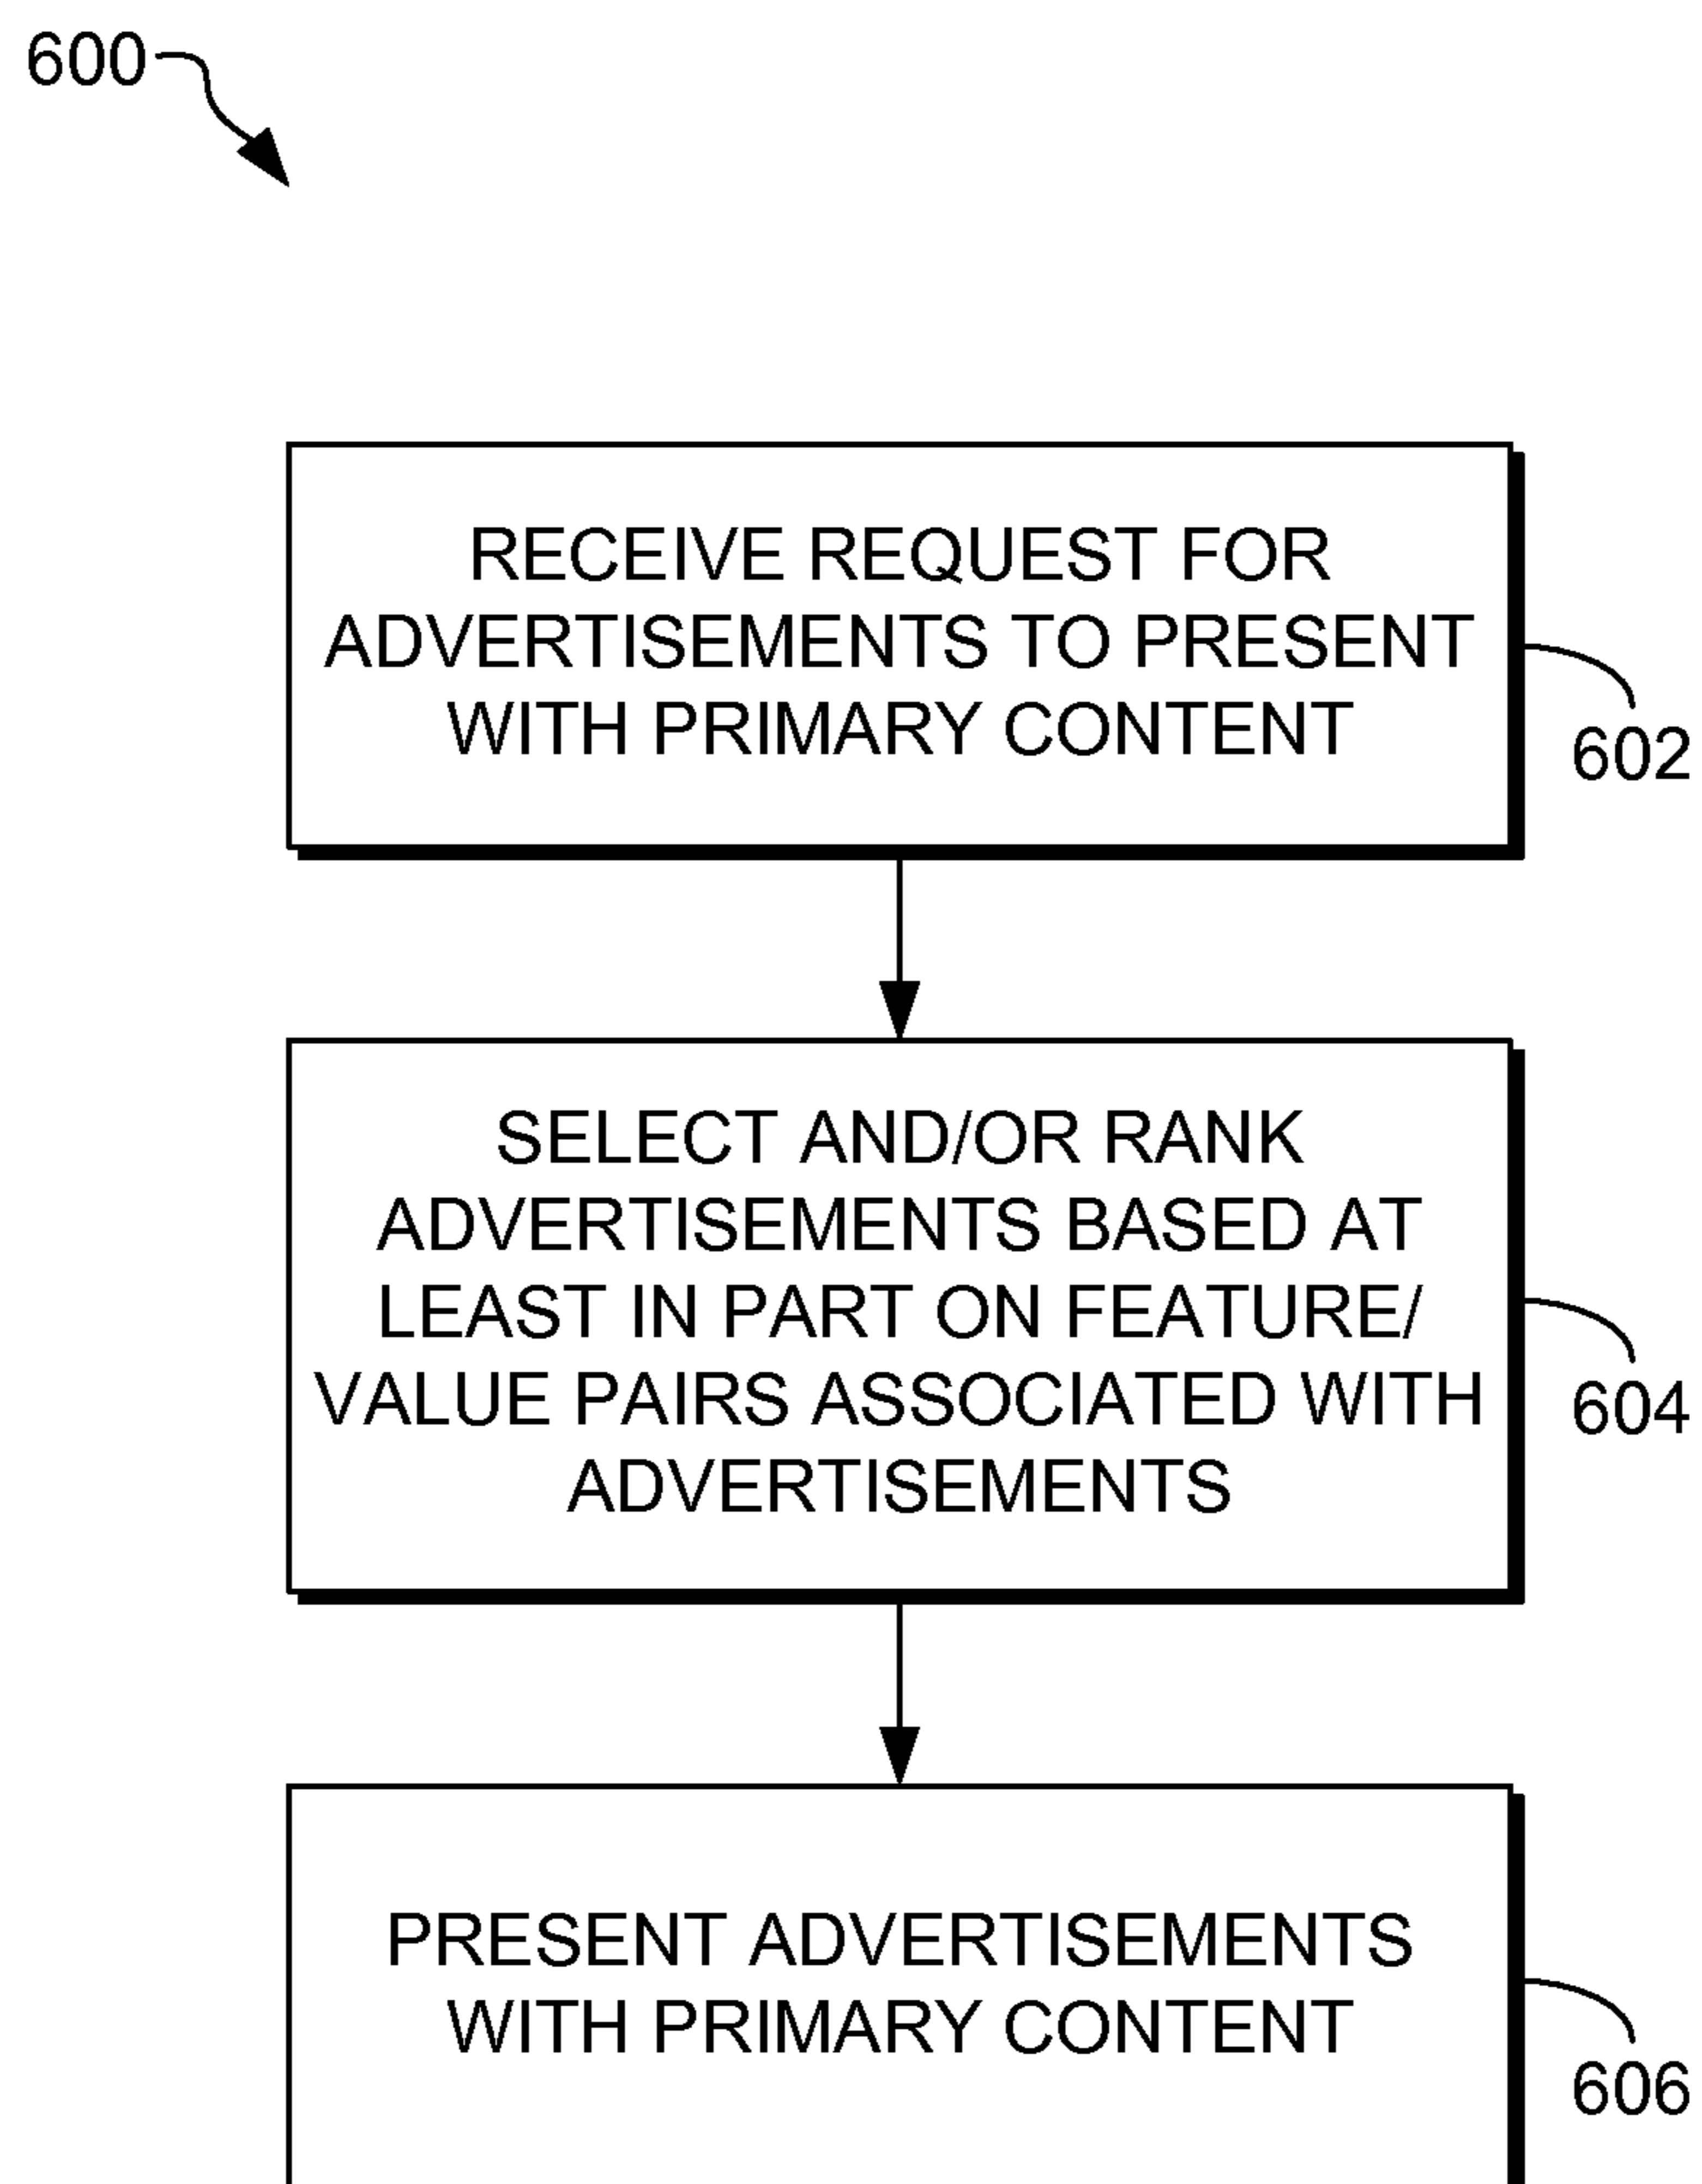 600
RECEIVE REQUEST FOR
ADVERTISEMENTS TO PRESENT
WITH PRIMARY CONTENT
602
SELECT AND/OR RANK
ADVERTISEMENTS BASED AT
LEAST IN PART ON FEATURE/
VALUE PAIRS ASSOCIATED WITH
ADVERTISEMENTS
604
PRESENT ADVERTISEMENTS
WITH PRIMARY CONTENT
606